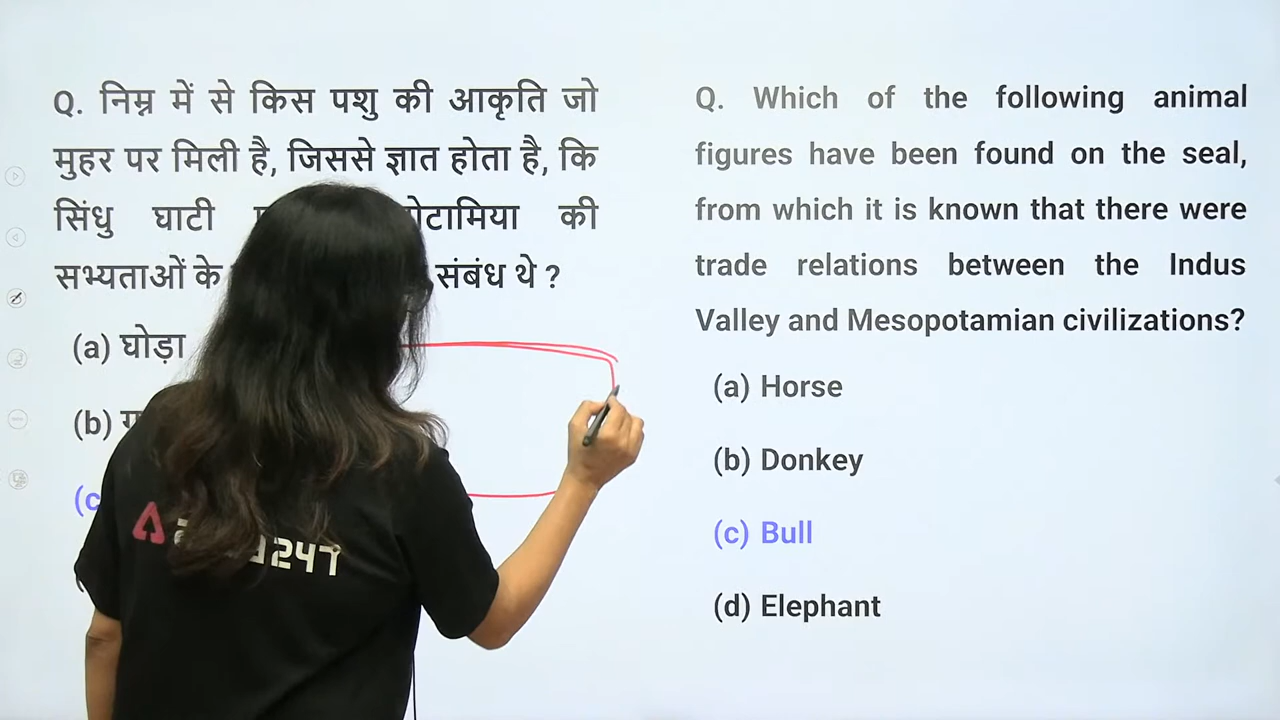 Q. निम्न में से किस पशु की आकृति जो
मुहर पर मिली है, जिससे ज्ञात होता है, कि
सिंधु घाटी की
सभ्यताओं के संबंध थे ?
(a) घोड़ा
(b)
(c
247
Q. Which of the following animal
figures have been found on the seal,
from which it is known that there were
trade relations between the Indus
Valley and Mesopotamian civilizations?
(a) Horse
(b) Donkey
(c) Bull
(d) Elephant